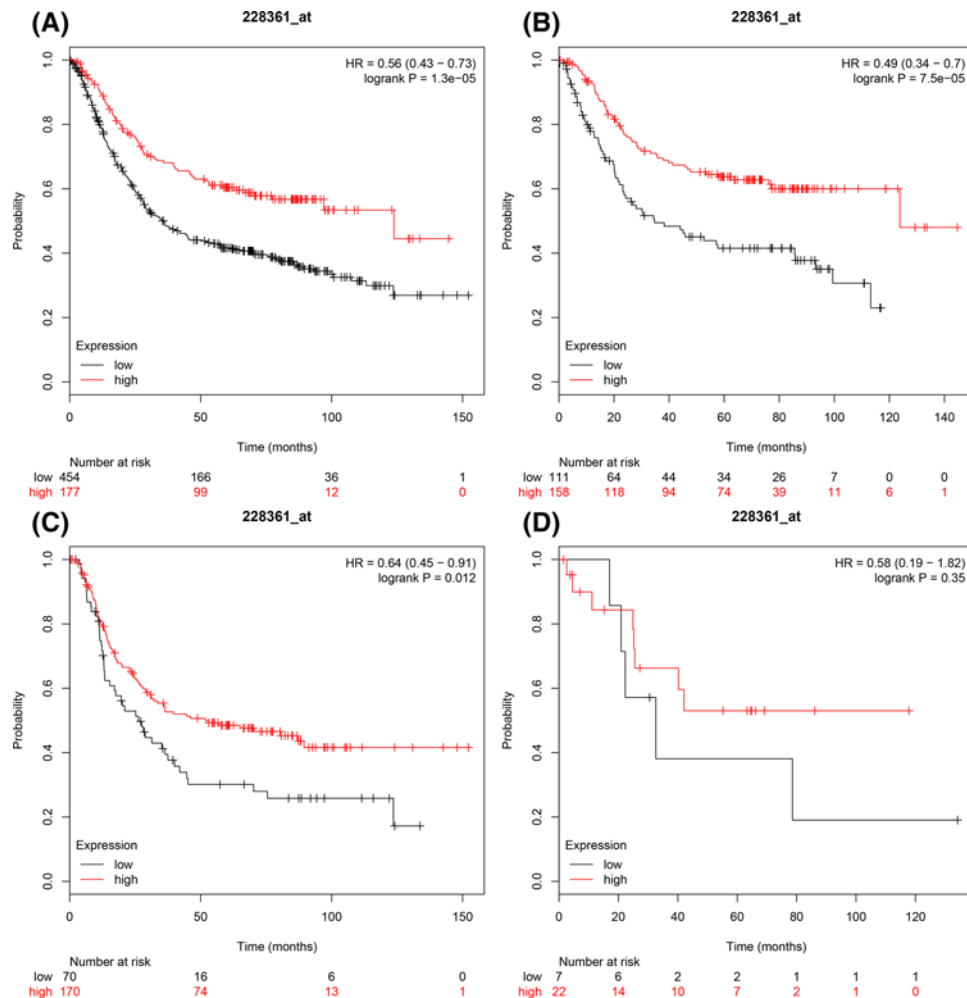 (A)
228361_at
HR = 0.56 (0.43 − 0.73)
logrank P = 1.3e−05
Probability
1.0
0.8
0.6
0.4
0.2
0.0
Expression
low
high
0 50 100 150
Time (months)
Number at risk
low 454 166 36 1
high 177 99 12 0
(B)
228361_at
HR = 0.49 (0.34 − 0.7)
logrank P = 7.5e−05
Probability
1.0
0.8
0.6
0.4
0.2
0.0
Expression
low
high
0 20 40 60 80 100 120 140
Time (months)
Number at risk
low 111 64 44 34 26 7 0 0
high 158 118 94 74 39 11 6 1
(C)
228361_at
HR = 0.64 (0.45 − 0.91)
logrank P = 0.012
Probability
1.0
0.8
0.6
0.4
0.2
0.0
Expression
low
high
0 50 100 150
Time (months)
Number at risk
low 70 16 6 0
high 170 74 13 1
(D)
228361_at
HR = 0.58 (0.19 − 1.82)
logrank P = 0.35
Probability
1.0
0.8
0.6
0.4
0.2
0.0
Expression
low
high
0 20 40 60 80 100 120
Time (months)
Number at risk
low 7 6 2 2 1 1 1
high 22 14 10 7 2 1 0